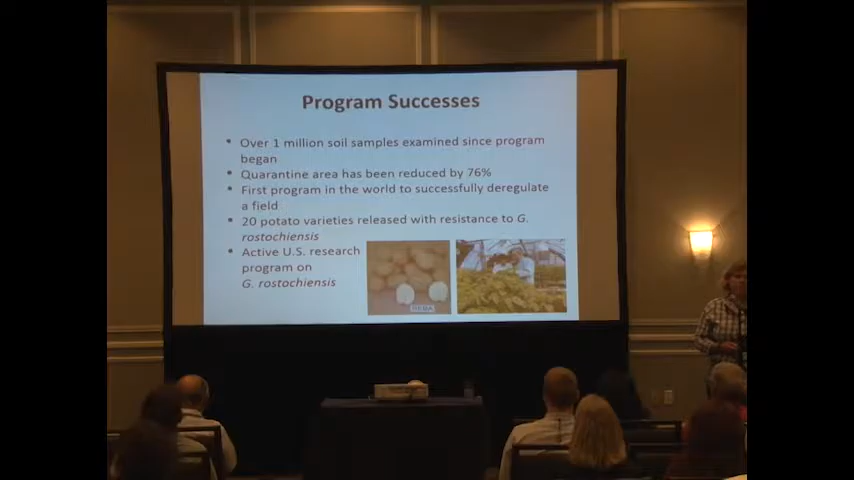 Program Successes
• Over 1 million soil samples examined since program
began
• Quarantine area has been reduced by 76%
• First program in the world to successfully deregulate
a field
• 20 potato varieties released with resistance to G.
rostochiensis
• Active U.S. research
program on
G. rostochiensis